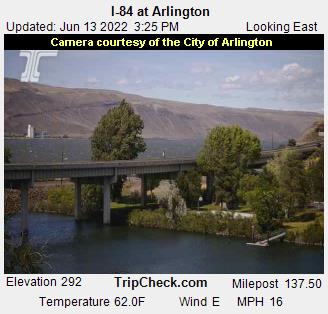 I-84 at Arlington
Updated: Jun 13 2022 3:25 PM Looking East
Camera courtesy of the City of Arlington
Elevation 292 TripCheck.com Milepost 137.50
Temperature 62.0F Wind E MPH 16